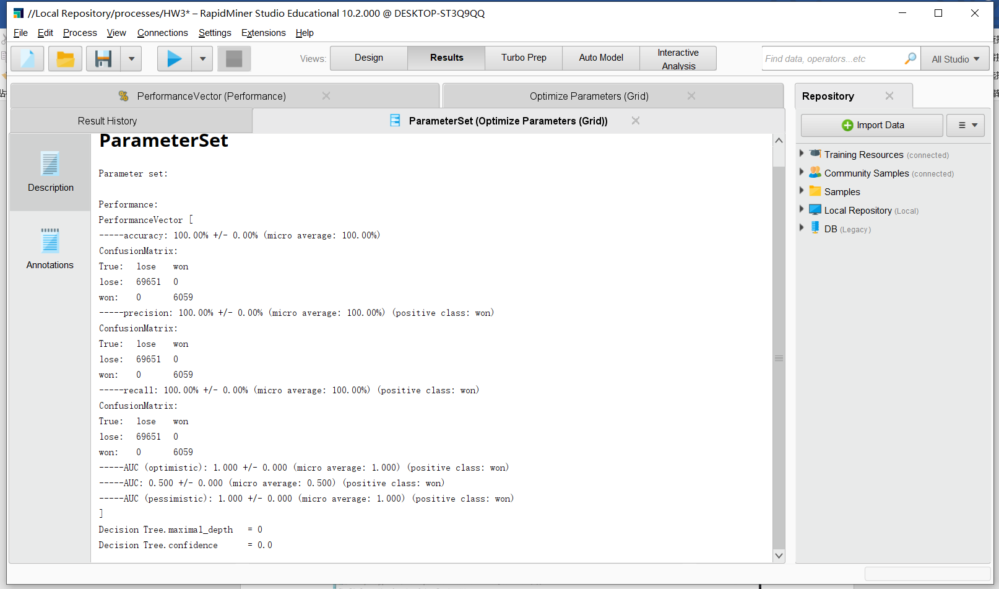 //Local Repository/processes/HW3* – RapidMiner Studio Educational 10.2.000 @ DESKTOP-ST3Q9QQ
File Edit Process View Connections Settings Extensions Help
Views: Design Results Turbo Prep Auto Model Interactive Analysis
Find data, operators...etc All Studio
PerformanceVector (Performance) Optimize Parameters (Grid)
Result History ParameterSet (Optimize Parameters (Grid))
Description
Annotations
ParameterSet
Parameter set:
Performance:
PerformanceVector [
-----accuracy: 100.00% +/- 0.00% (micro average: 100.00%)
ConfusionMatrix:
True: lose won
lose: 69651 0
won: 0 6059
-----precision: 100.00% +/- 0.00% (micro average: 100.00%) (positive class: won)
ConfusionMatrix:
True: lose won
lose: 69651 0
won: 0 6059
-----recall: 100.00% +/- 0.00% (micro average: 100.00%) (positive class: won)
ConfusionMatrix:
True: lose won
lose: 69651 0
won: 0 6059
-----AUC (optimistic): 1.000 +/- 0.000 (micro average: 1.000) (positive class: won)
-----AUC: 0.500 +/- 0.000 (micro average: 0.500) (positive class: won)
-----AUC (pessimistic): 1.000 +/- 0.000 (micro average: 1.000) (positive class: won)
]
Decision Tree.maximal_depth = 0
Decision Tree.confidence = 0.0
Repository
Import Data
Training Resources (connected)
Community Samples (connected)
Samples
Local Repository (Local)
DB (Legacy)